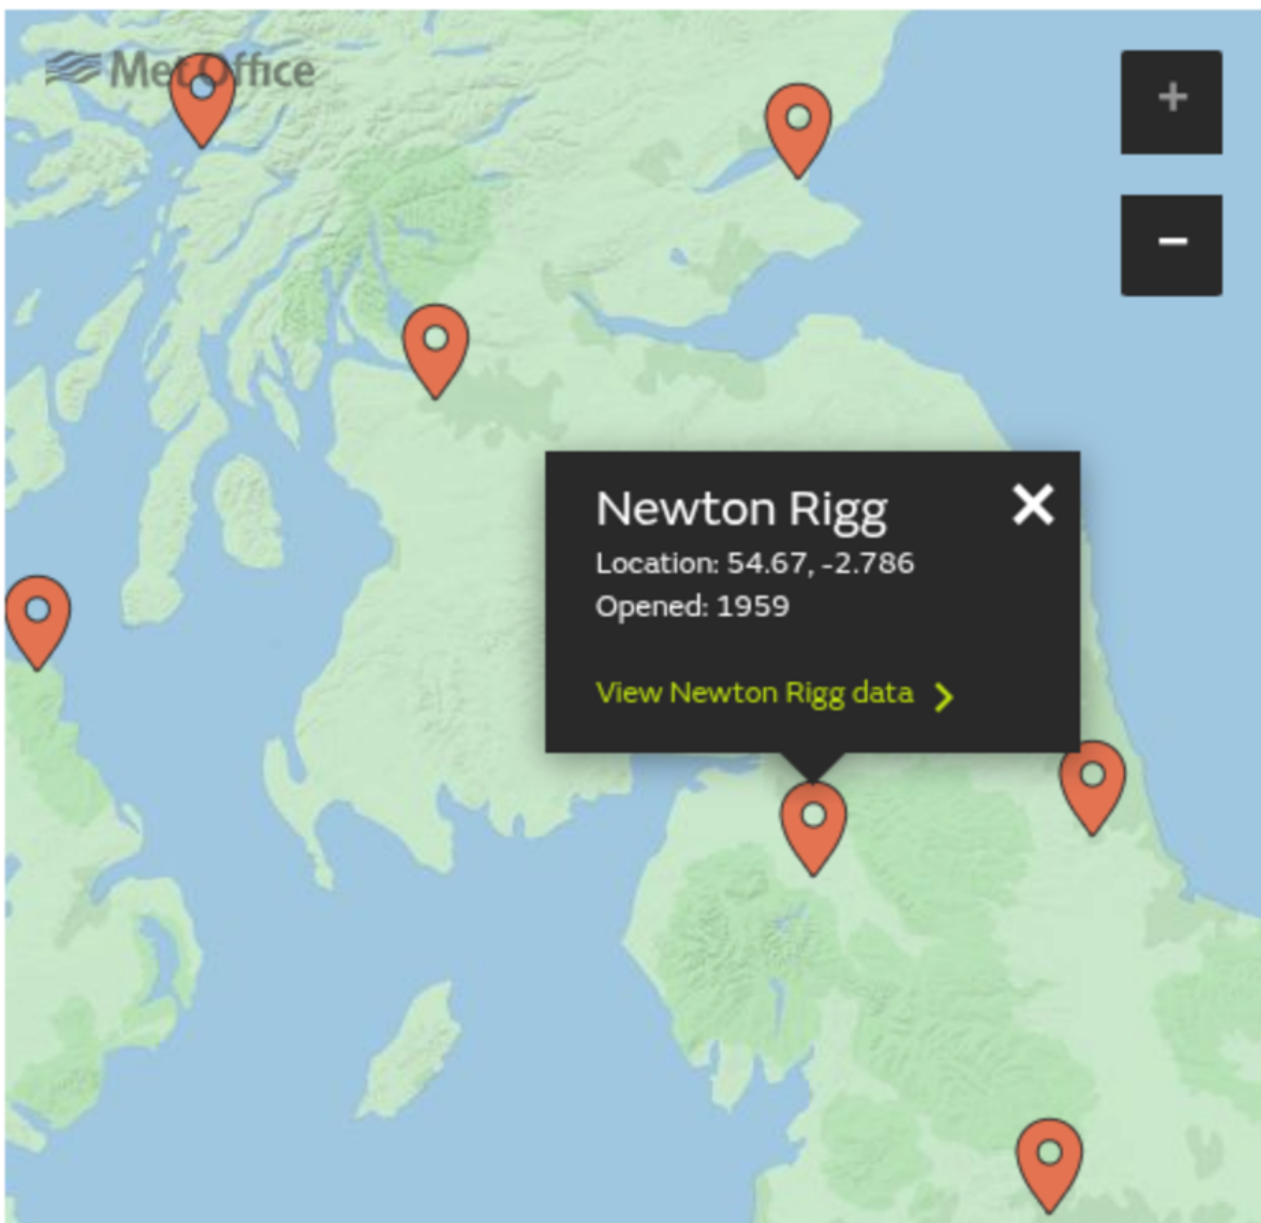 Met Office
+
−
Newton Rigg
Location: 54.67, -2.786
Opened: 1959
View Newton Rigg data